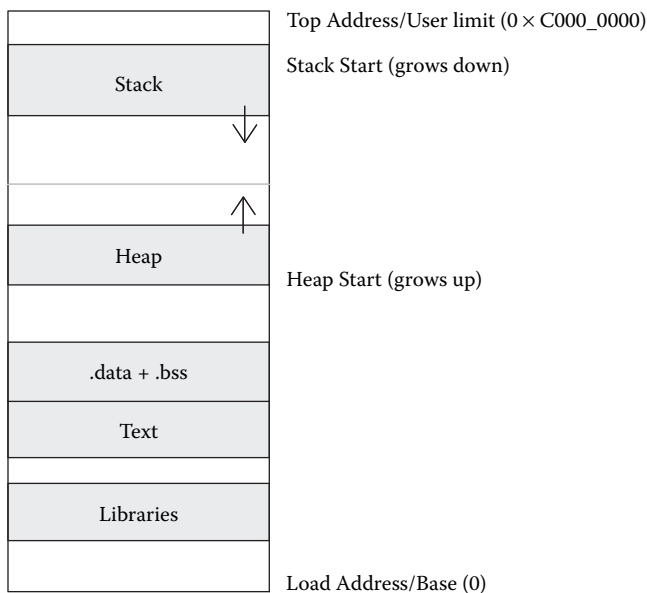 Top Address/User limit (0 × C000_0000)
Stack Start (grows down)
Stack
Heap
Heap Start (grows up)
.data + .bss
Text
Libraries
Load Address/Base (0)